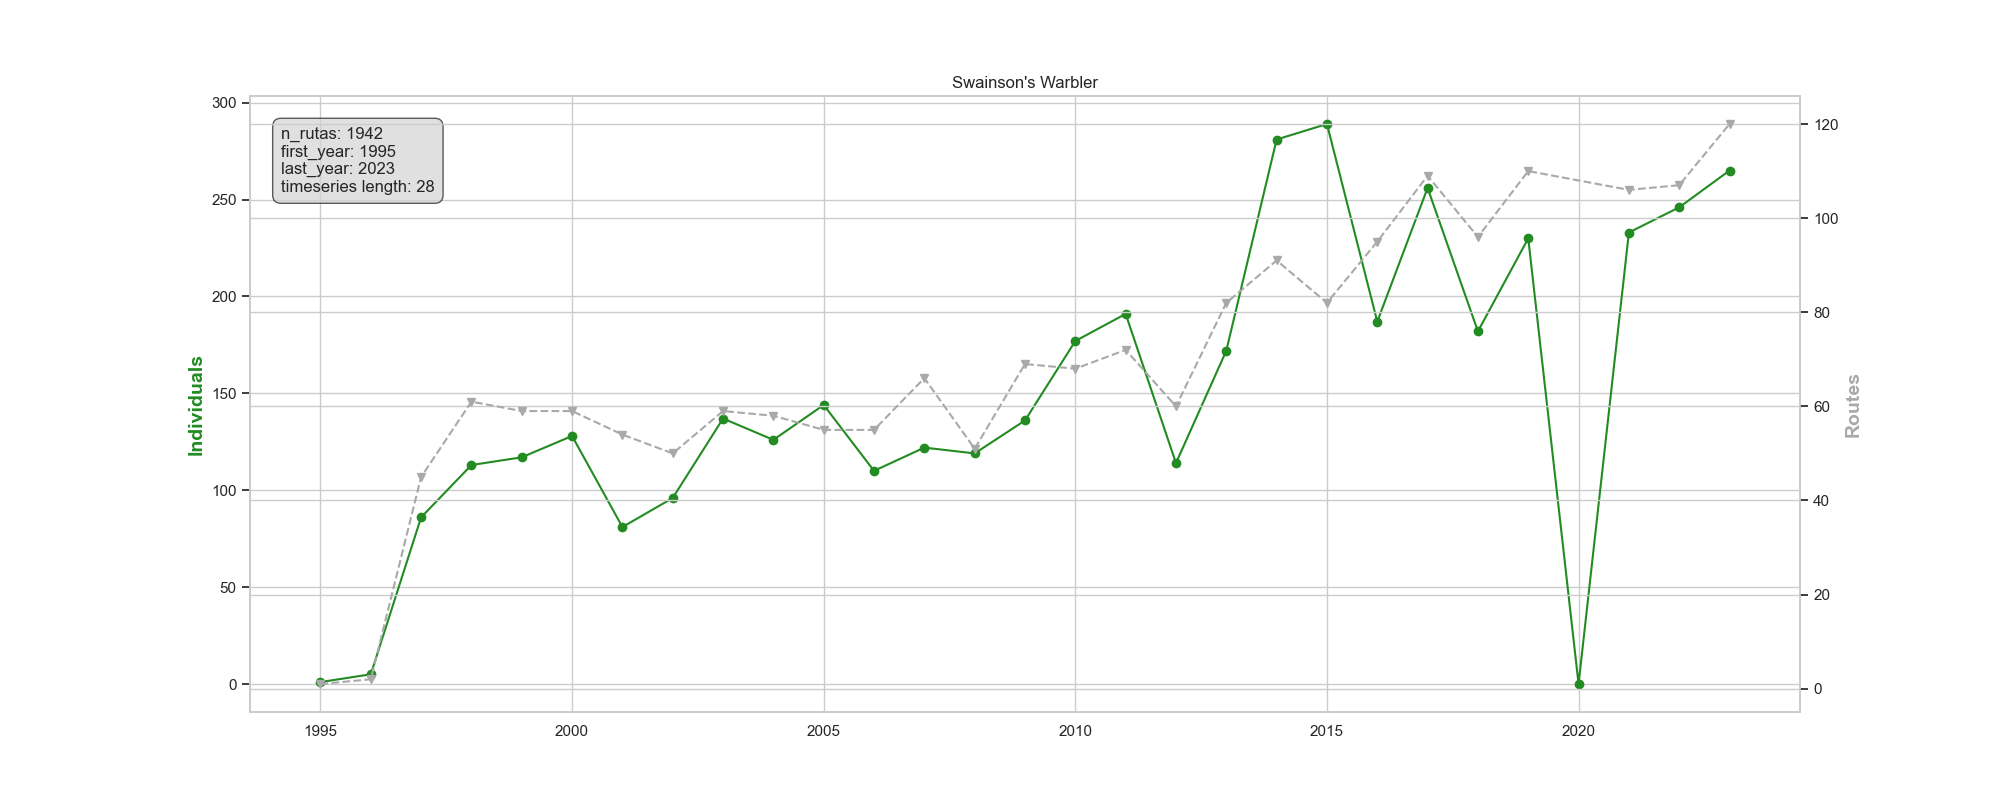 Swainson's Warbler
n_rutas: 1942
first_year: 1995
last_year: 2023
timeseries length: 28
Individuals
300
250
200
150
100
50
0
120
100
80
60
40
20
0
Routes
1995 2000 2005 2010 2015 2020